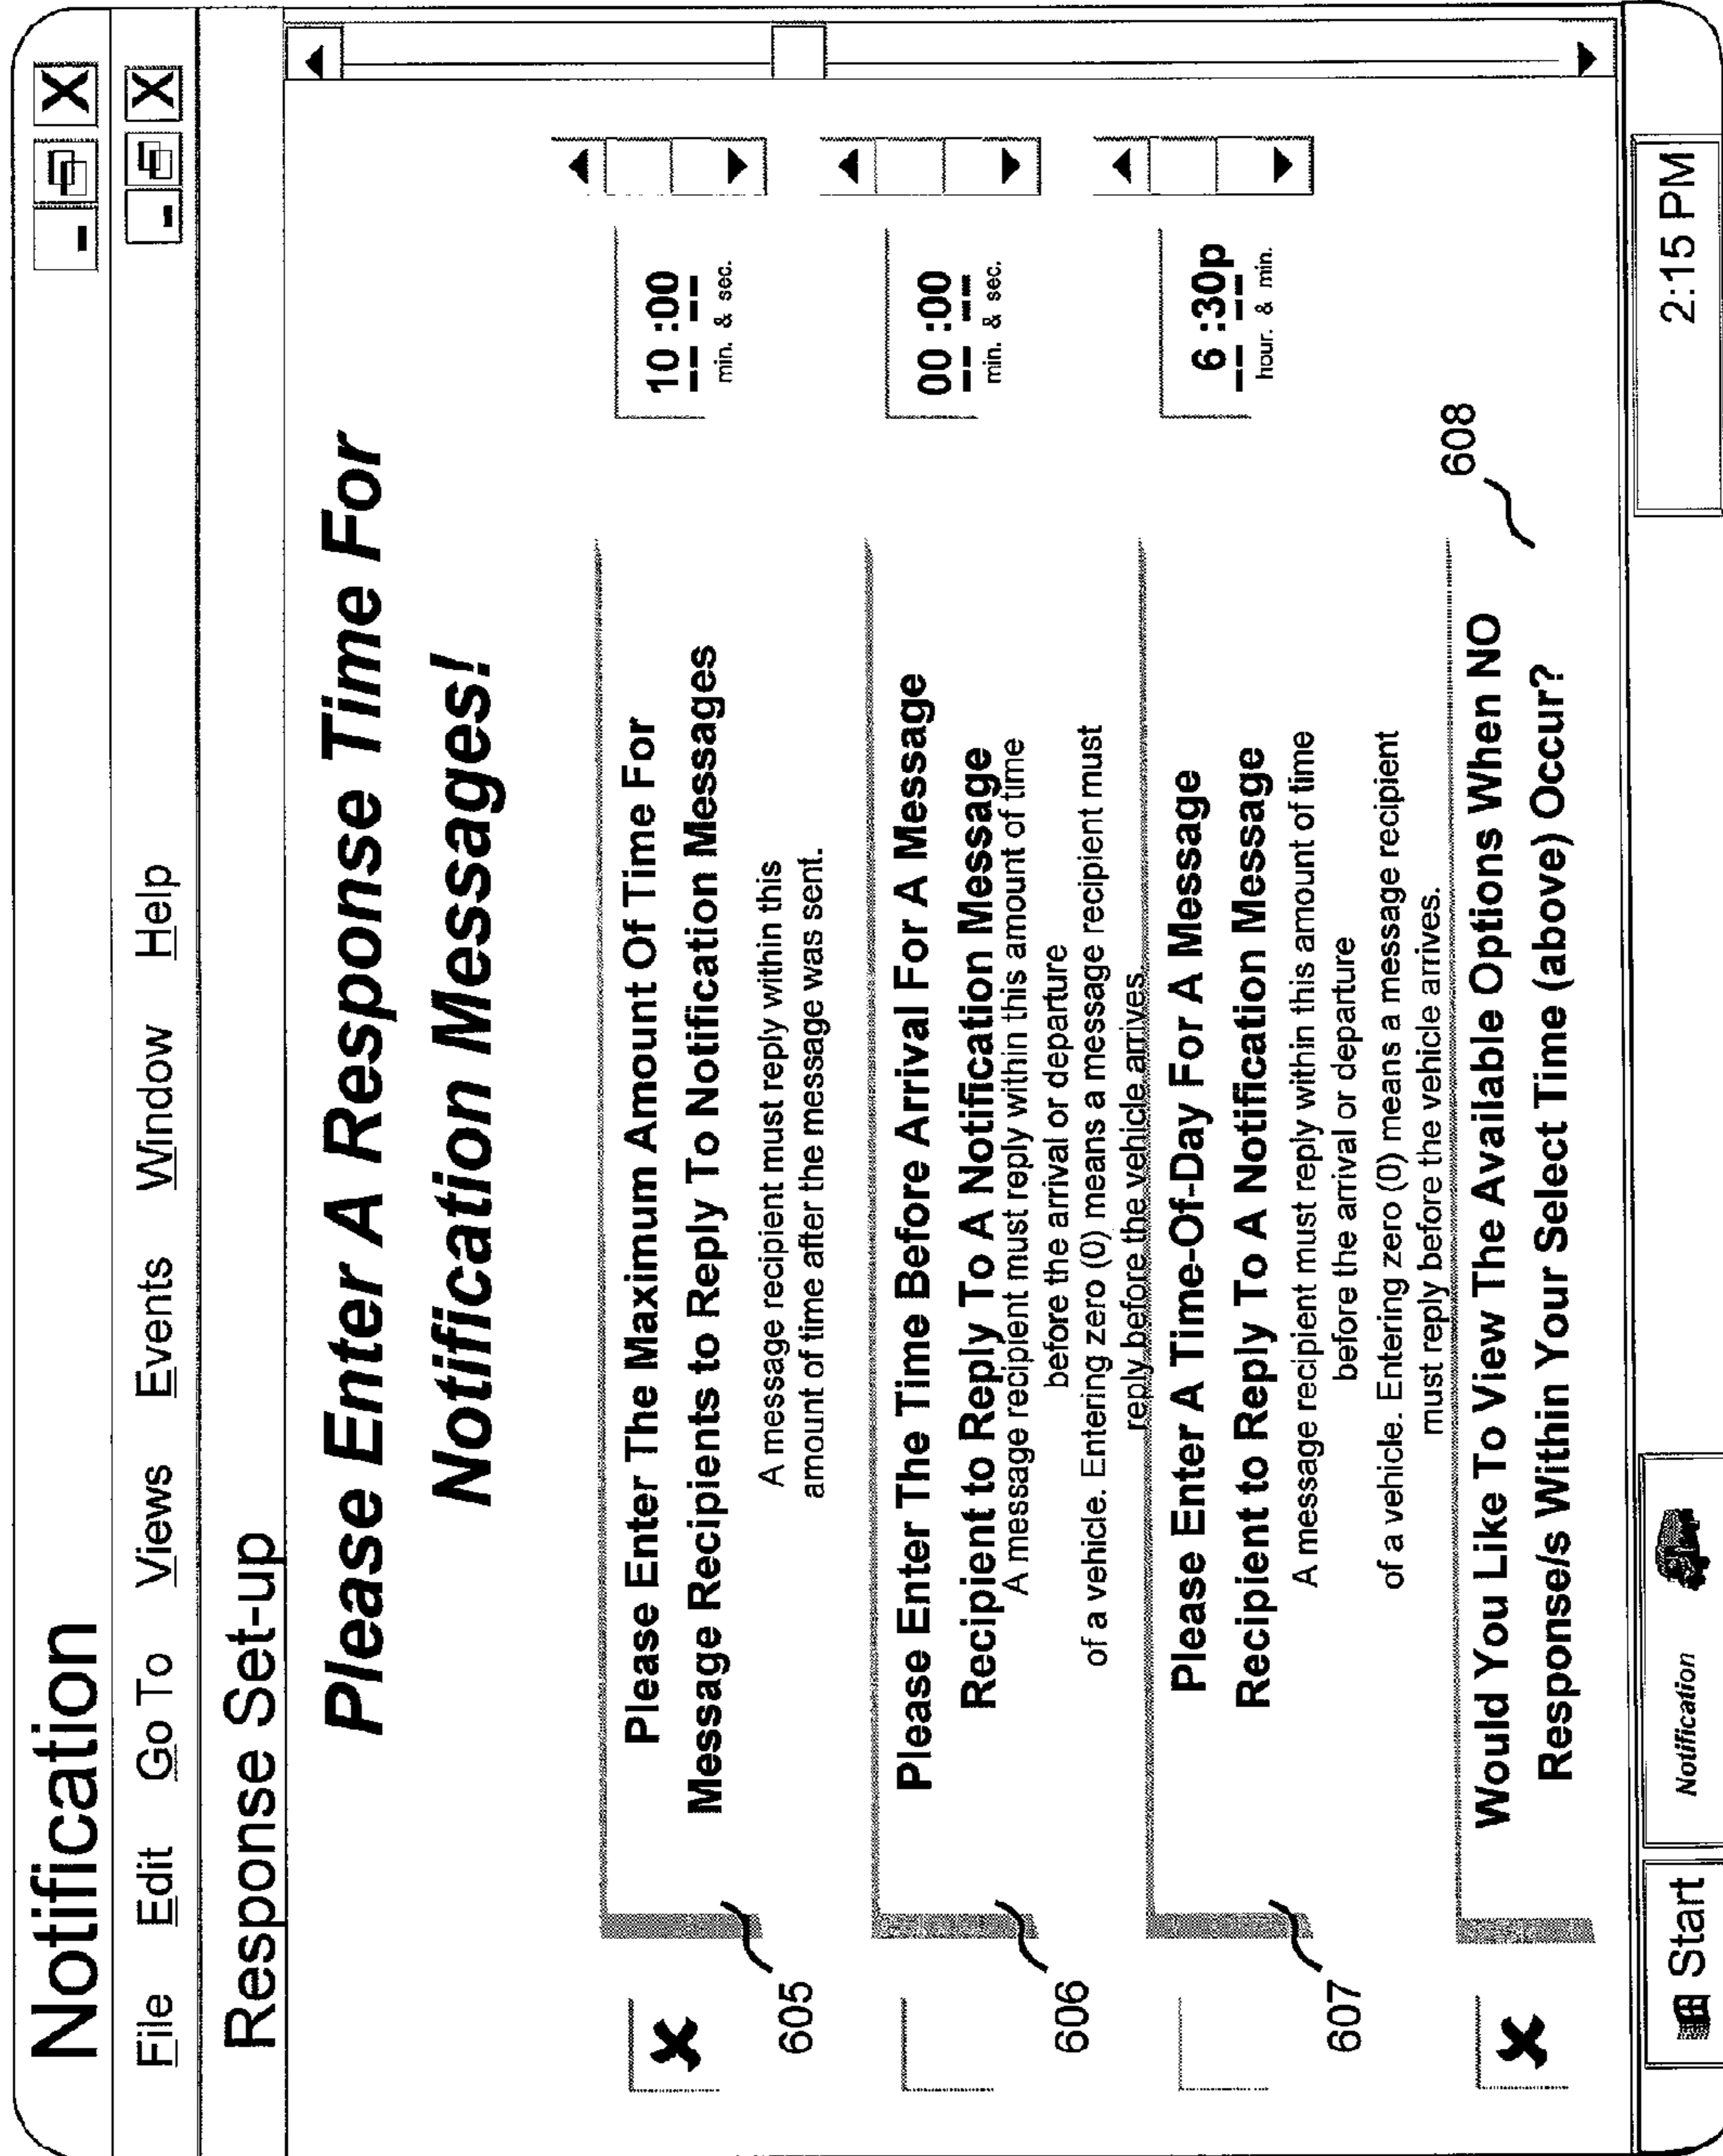 Notification
File Edit Go To Views Events Window Help
Response Set-up
Please Enter A Response Time For
Notification Messages!
Please Enter The Maximum Amount Of Time For
Message Recipients to Reply To Notification Messages
A message recipient must reply within this
amount of time after the message was sent.
10 :00
min. & sec.
605
Please Enter The Time Before Arrival For A Message
Recipient to Reply To A Notification Message
A message recipient must reply within this amount of time
before the arrival or departure
of a vehicle. Entering zero (0) means a message recipient must
reply before the vehicle arrives.
00 :00
min. & sec.
606
Please Enter A Time-Of-Day For A Message
Recipient to Reply To A Notification Message
A message recipient must reply within this amount of time
before the arrival or departure
of a vehicle. Entering zero (0) means a message recipient
must reply before the vehicle arrives.
6 :30p
hour. & min.
607
608
Would You Like To View The Available Options When NO
Response/s Within Your Select Time (above) Occur?
Start Notification 2:15 PM